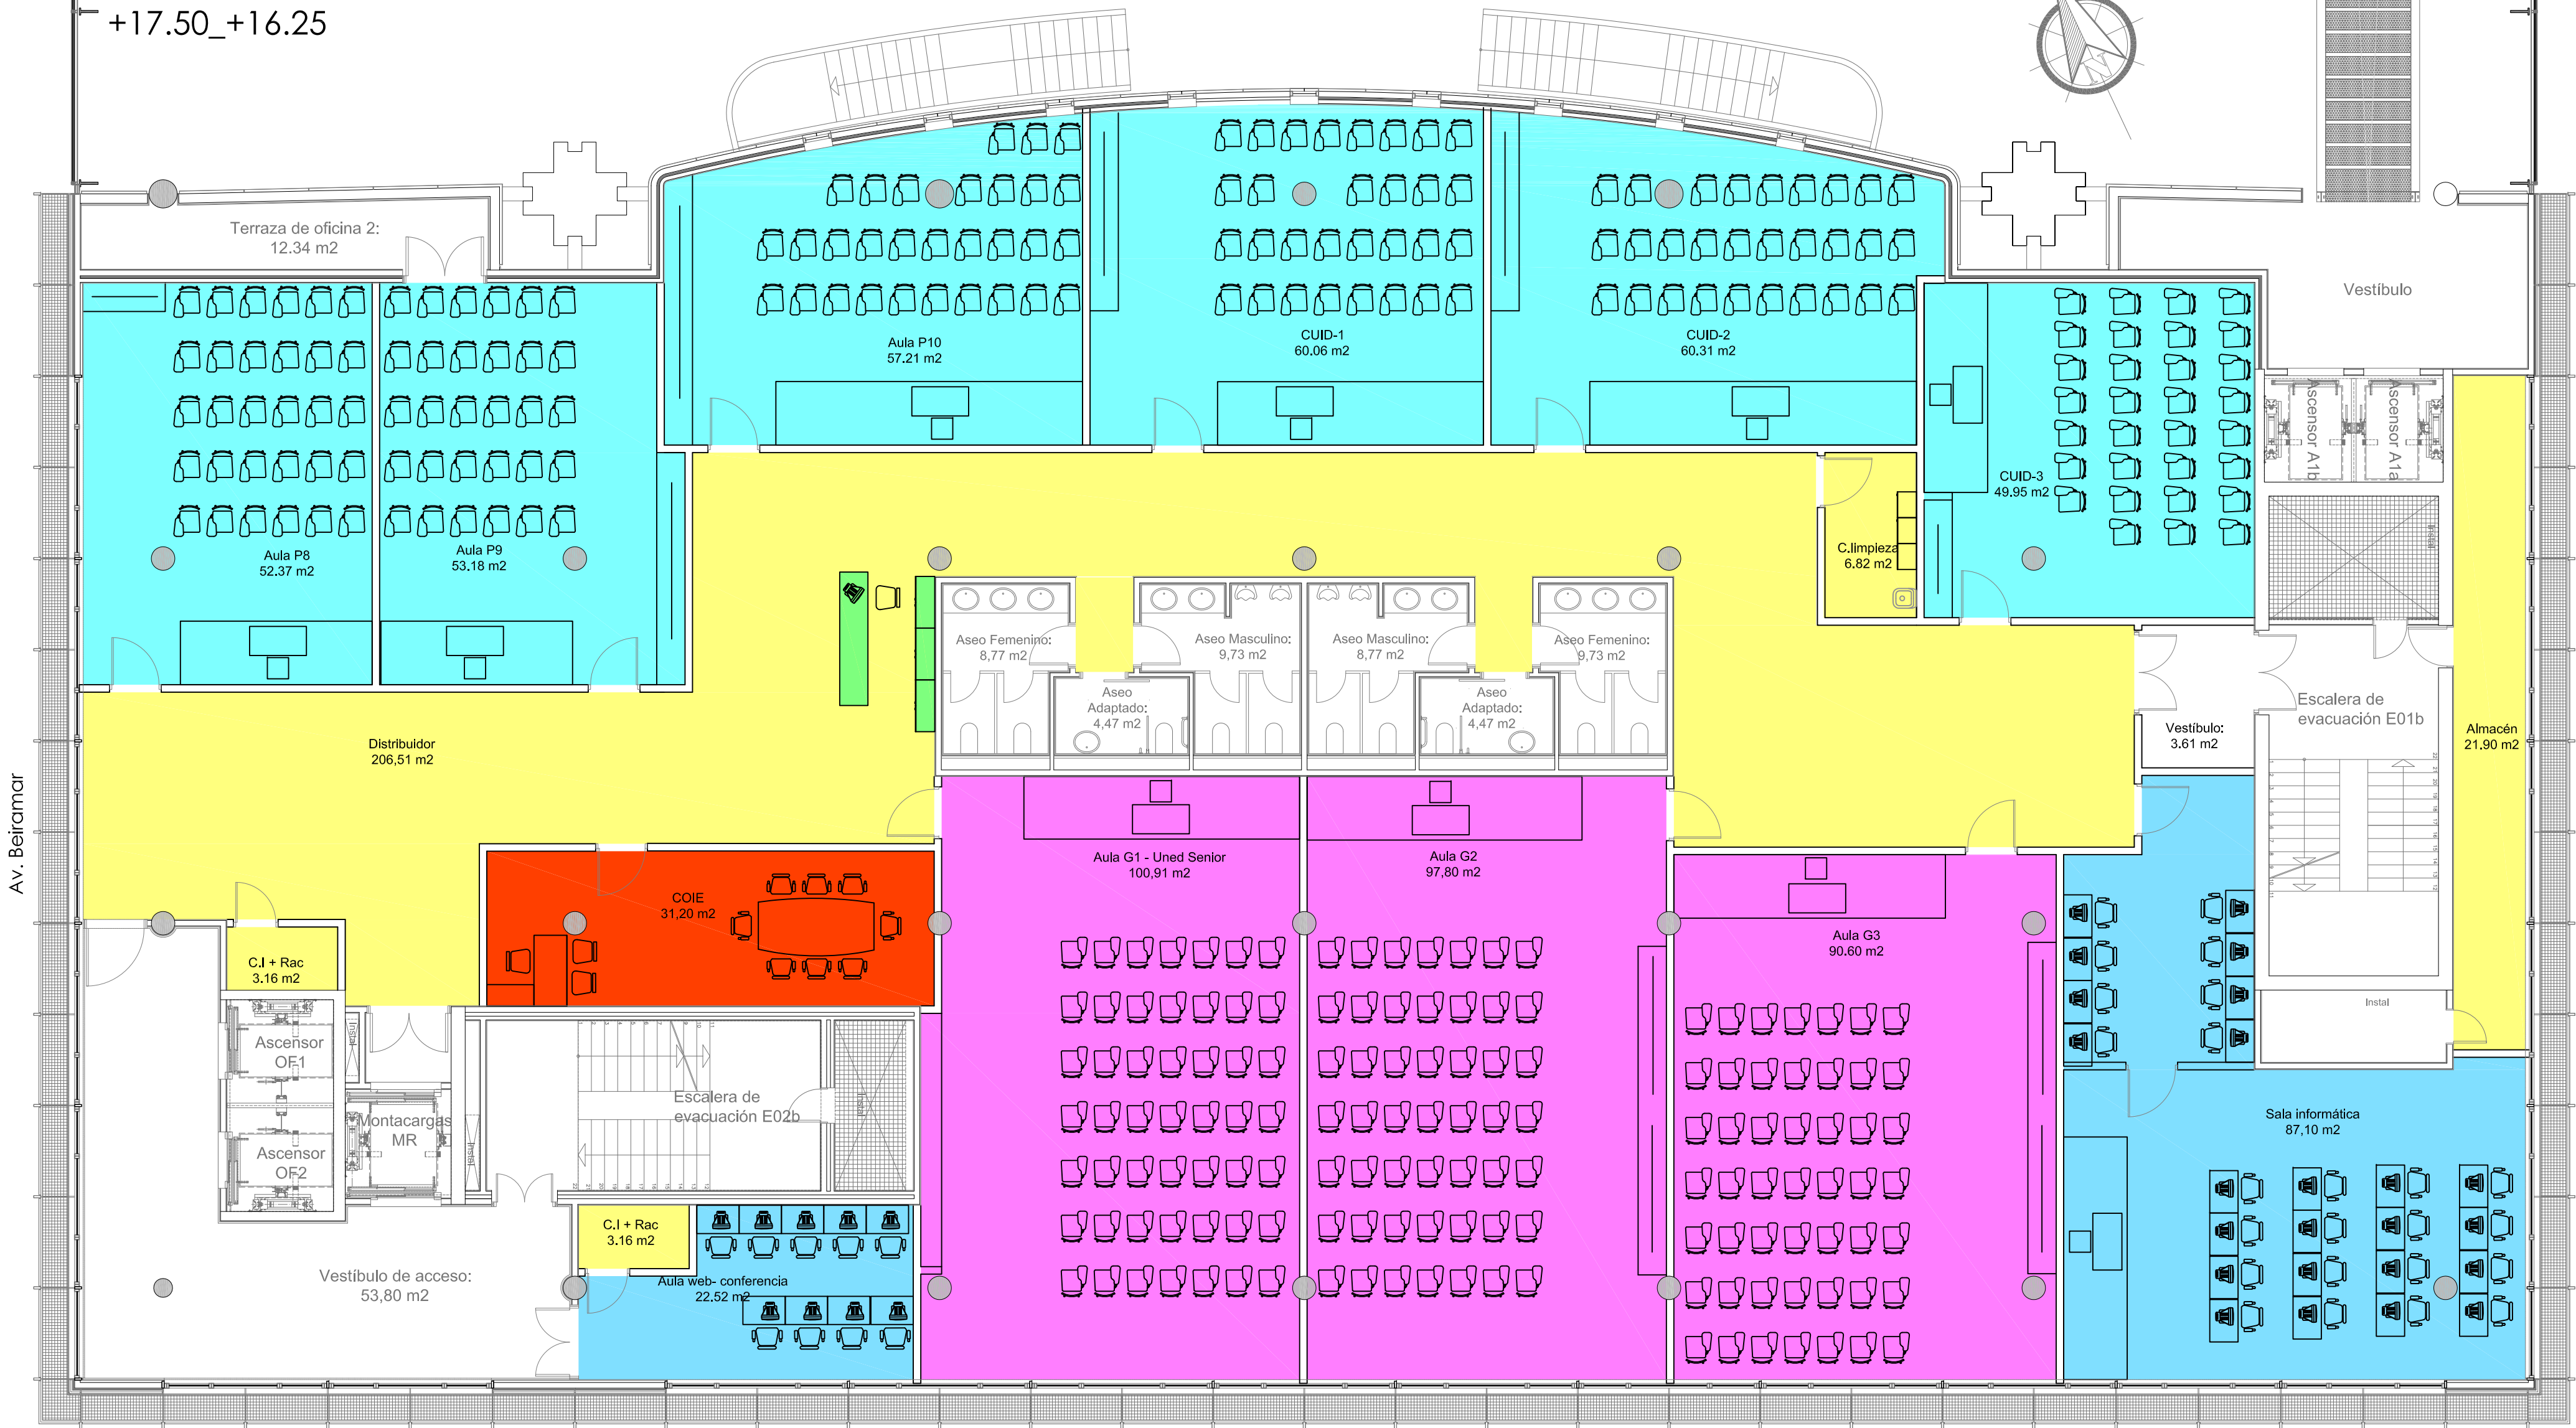 +17.50_+16.25
N
Terraza de oficina 2:
12.34 m2
Vestíbulo
Aula P10
57.21 m2
CUID-1
60.06 m2
CUID-2
60.31 m2
Ascensor A1b
Ascensor A1a
CUID-3
49.95 m2
Instal
Aula P8
52.37 m2
Aula P9
53.18 m2
C.limpieza
6.82 m2
Aseo Femenino:
8,77 m2
Aseo Masculino:
9,73 m2
Aseo Masculino:
8,77 m2
Aseo Femenino:
9,73 m2
Aseo
Adaptado:
4,47 m2
Aseo
Adaptado:
4,47 m2
Escalera de
evacuación E01b
Vestíbulo:
3.61 m2
Almacén
21.90 m2
Distribuidor
206,51 m2
Av. Beiramar
Aula G1 - Uned Senior
100,91 m2
Aula G2
97,80 m2
COIE
31,20 m2
Aula G3
90.60 m2
C.I + Rac
3.16 m2
Instal
Ascensor
OF1
Instal
Escalera de
evacuación E02b
Instal
Montacargas
MR
Instal
Ascensor
OF2
Sala informática
87,10 m2
C.I + Rac
3.16 m2
Vestíbulo de acceso:
53,80 m2
Aula web- conferencia
22.52 m2